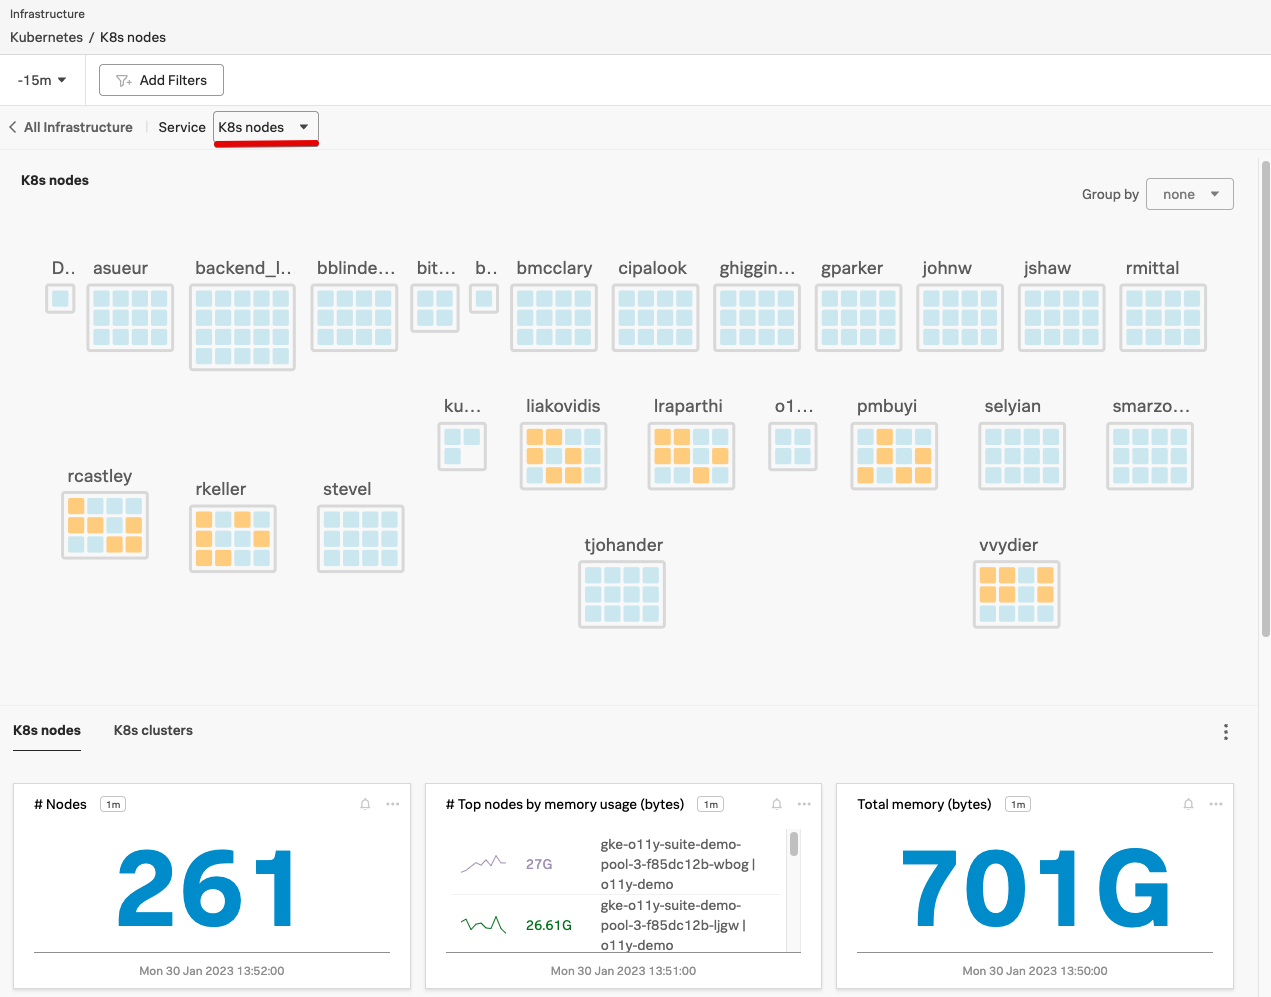 Infrastructure
Kubernetes / K8s nodes
-15m
Add Filters
All Infrastructure
Service
K8s nodes
K8s nodes
Group by
none
D..
asueur
backend_l..
bblinde...
bit...
b..
bmcclary
cipalook
ghiggin...
gparker
johnw
jshaw
rmittal
ku...
liakovidis
lraparthi
o1...
pmbuyi
selyian
smarzo...
rcastley
rkeller
stevel
tjohander
vvydier
K8s nodes
K8s clusters
# Nodes
1m
261
Mon 30 Jan 2023 13:52:00
# Top nodes by memory usage (bytes)
1m
27G
gke-o11y-suite-demo-
pool-3-f85dc12b-wbog |
o11y-demo
26.61G
gke-o11y-suite-demo-
pool-3-f85dc12b-ljgw |
o11y-demo
Mon 30 Jan 2023 13:51:00
Total memory (bytes)
1m
701G
Mon 30 Jan 2023 13:50:00